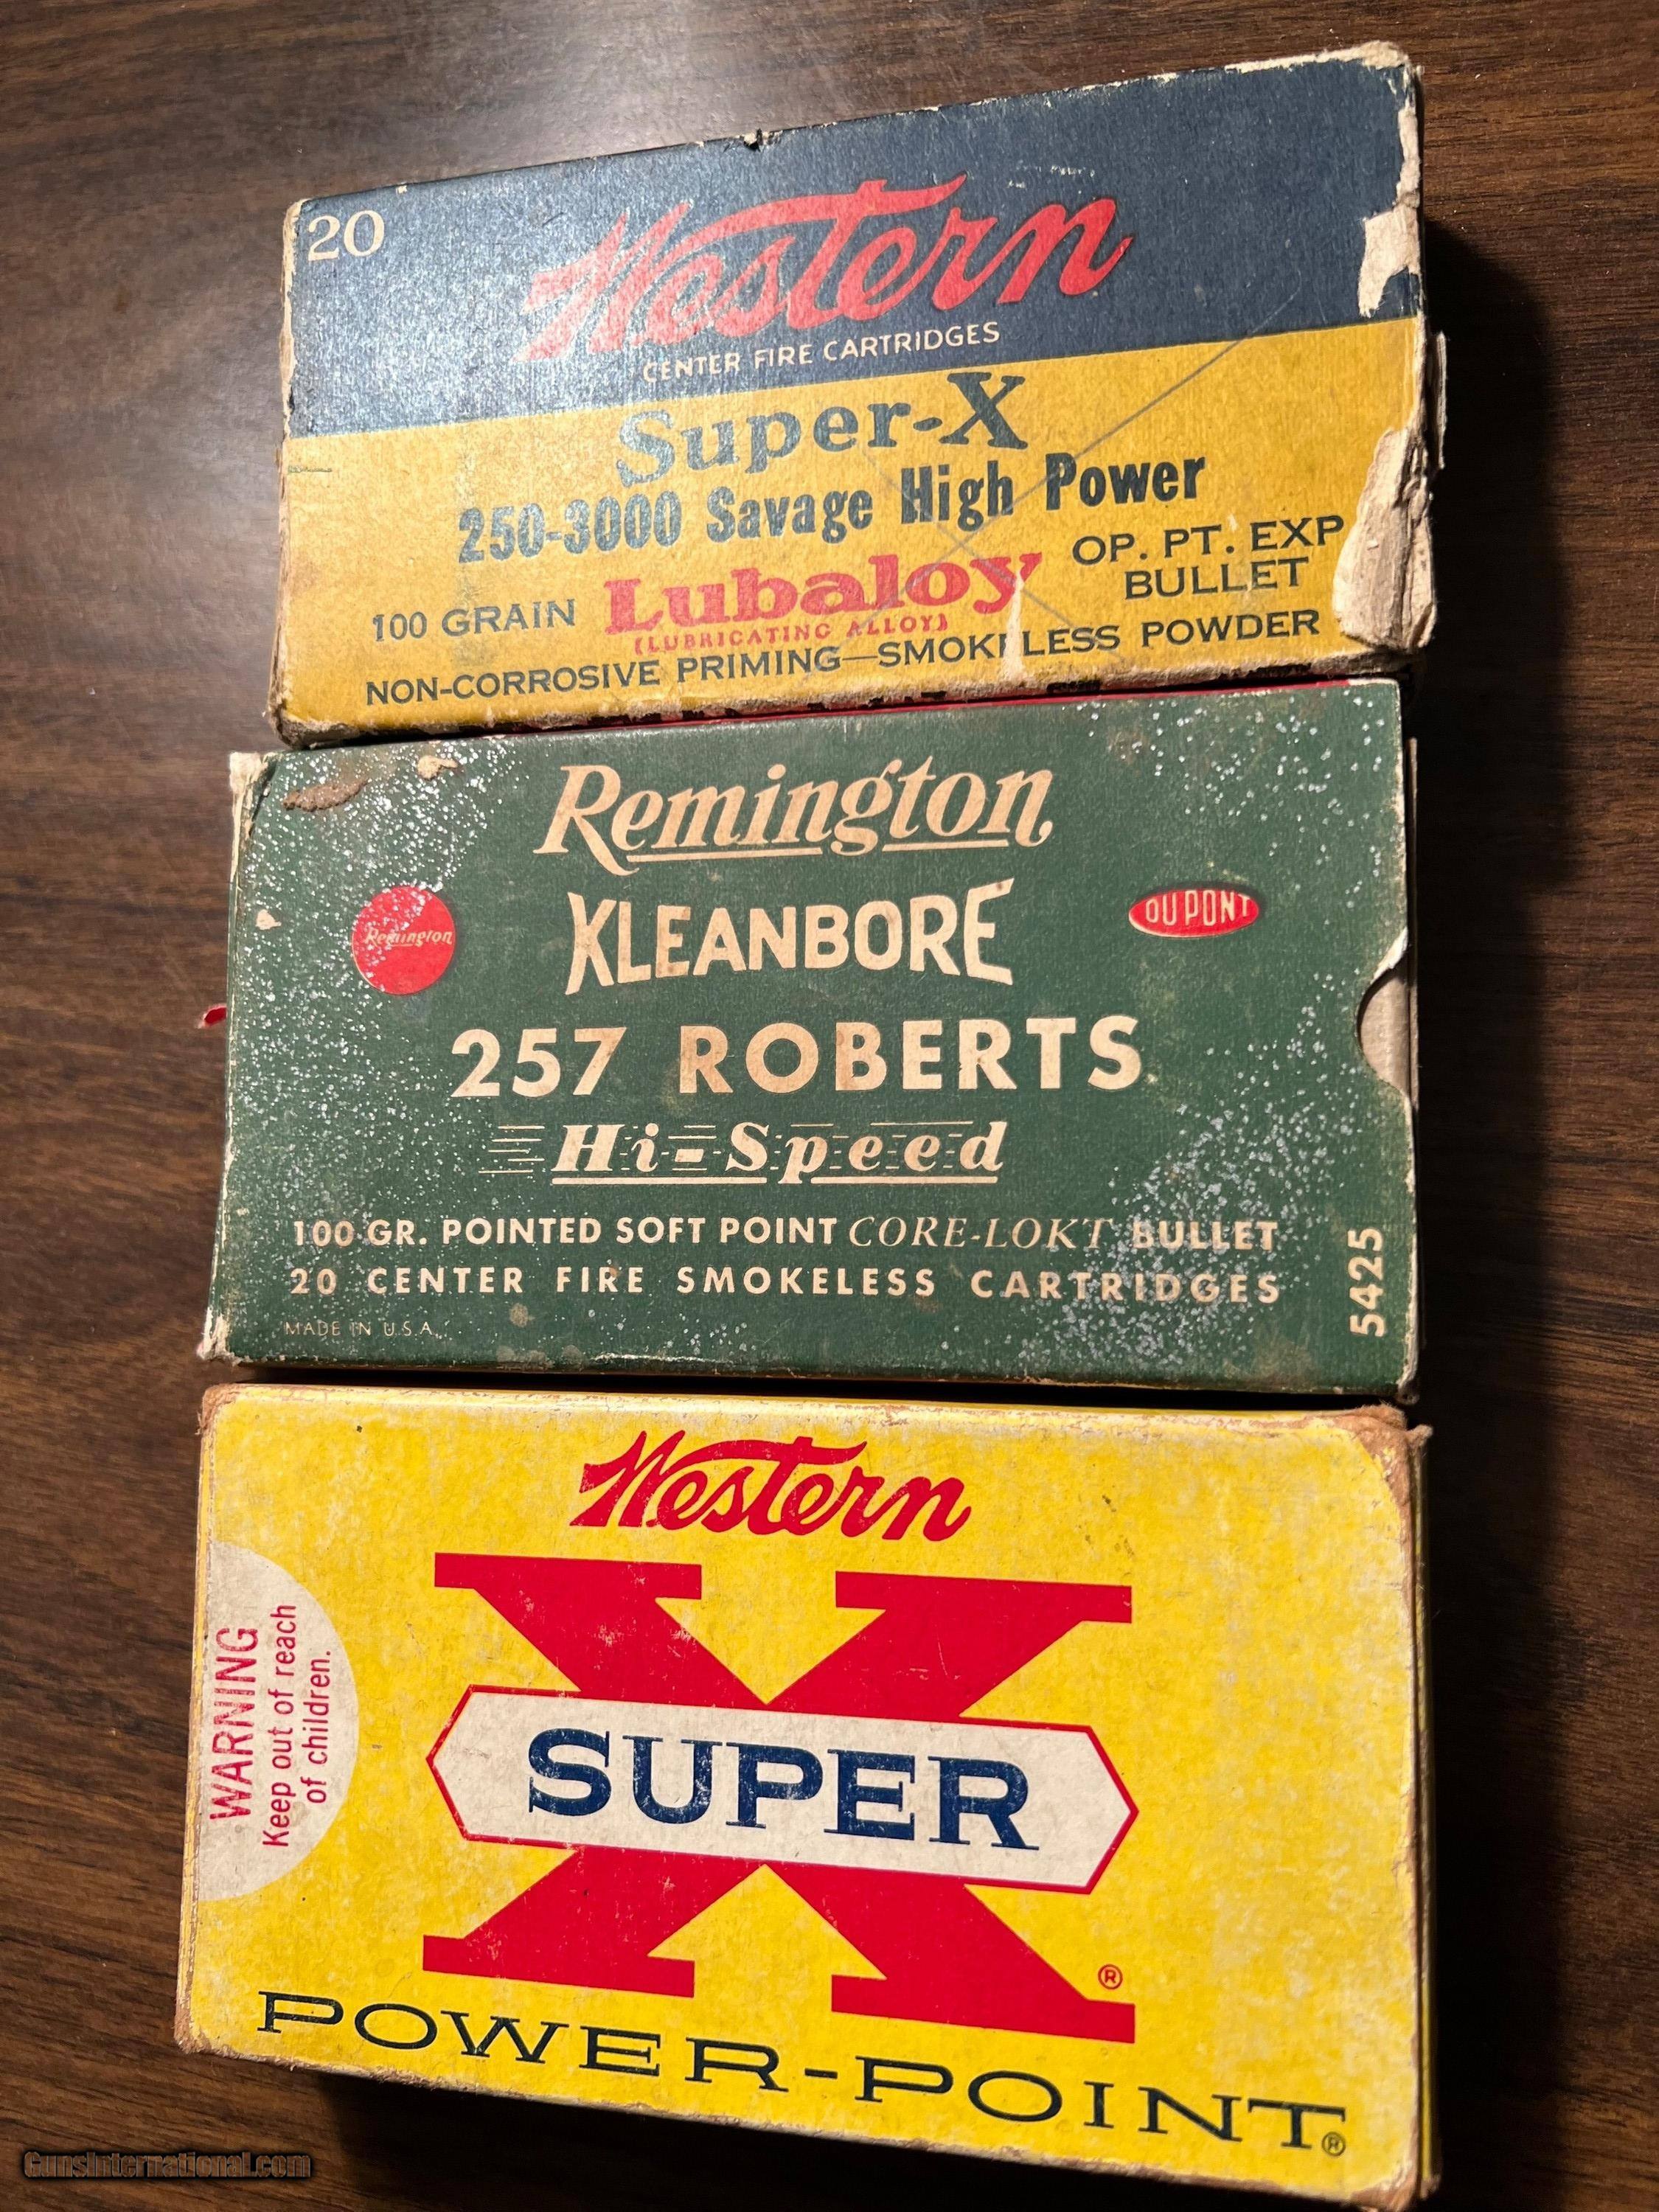 20
Western
CENTER FIRE CARTRIDGES
Super-X
250-3000 Savage High Power
100 GRAIN Lubaloy OP. PT. EXP
(LUBRICATING ALLOY) BULLET
NON-CORROSIVE PRIMING—SMOKELESS POWDER
Remington
Remington KLEANBORE DU PONT
257 ROBERTS
Hi-Speed
100 GR. POINTED SOFT POINT CORE-LOKT BULLET
20 CENTER FIRE SMOKELESS CARTRIDGES
MADE IN U.S.A.
5425
Western
X
SUPER
®
WARNING
Keep out of reach
of children.
POWER-POINT®
GunsInternational.com